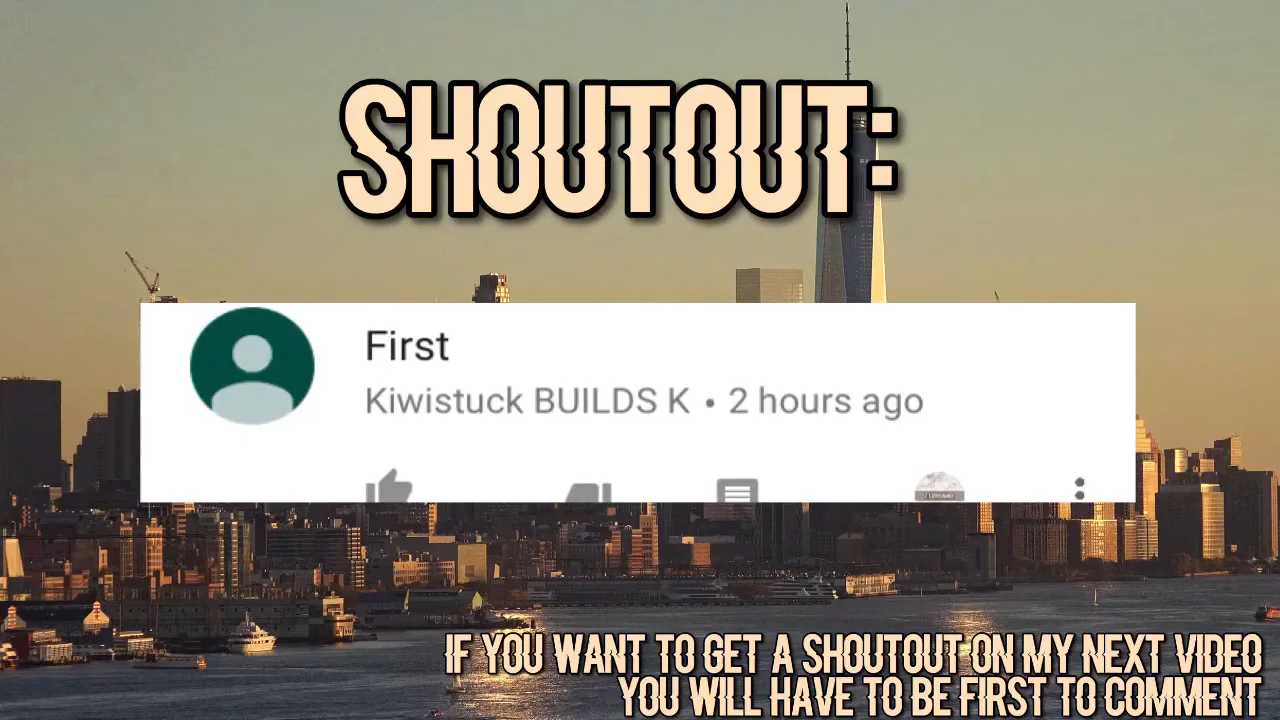 SHOUTOUT:
First
Kiwistuck BUILDS K • 2 hours ago
IF YOU WANT TO GET A SHOUTOUT ON MY NEXT VIDEO
YOU WILL HAVE TO BE FIRST TO COMMENT